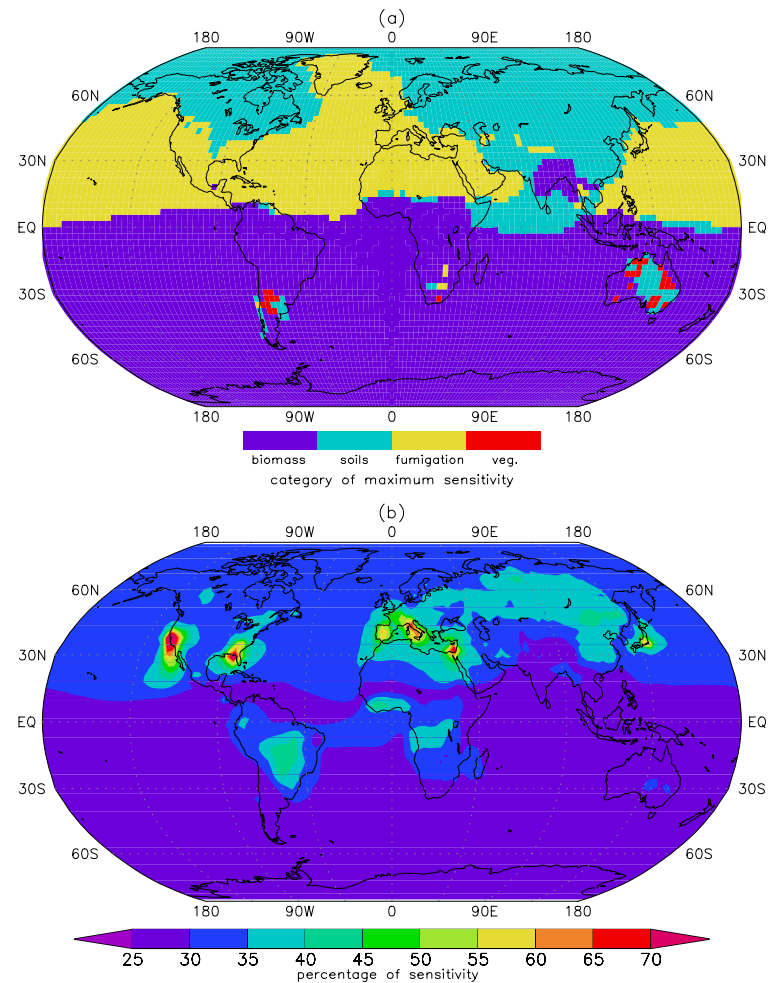 (a)
180 90W 0 90E 180
60N 60N
30N 30N
EQ EQ
30S 30S
60S 60S
180 90W 0 90E 180
biomass soils fumigation veg.
category of maximum sensitivity
(b)
180 90W 0 90E 180
60N 60N
30N 30N
EQ EQ
30S 30S
60S 60S
180 90W 0 90E 180
25 30 35 40 45 50 55 60 65 70
percentage of sensitivity